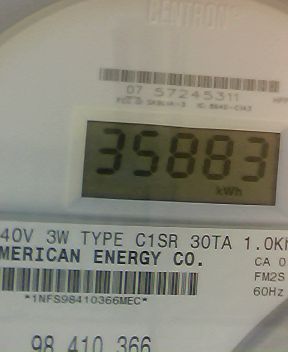 CENTRON
07 57245311
35883
kWh
40V 3W TYPE C1SR 30TA 1.0Kh
MERICAN ENERGY CO.
CA 0
FM2S
*1NFS98410366MEC*
60Hz
98 410 366